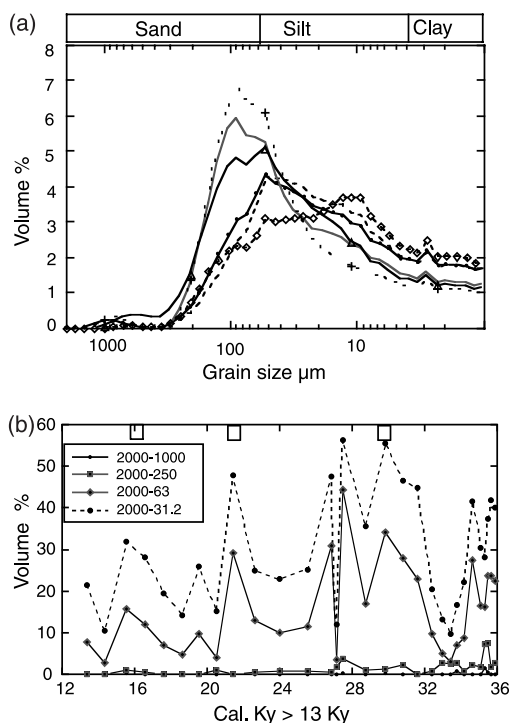 (a)
Sand Silt Clay
8
7
6
5
4
3
2
1
0
Volume %
1000 100 10
Grain size µm
(b)
60
50
40
30
20
10
0
Volume %
2000-1000
2000-250
2000-63
2000-31.2
12 16 20 24 28 32 36
Cal. Ky > 13 Ky